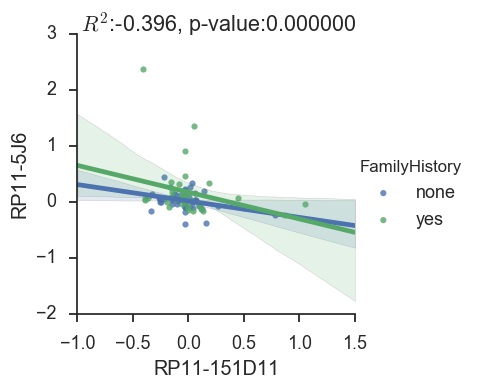 R²:-0.396, p-value:0.000000
3
2
1
0
−1
−2
RP11-5J6
−1.0 −0.5 0.0 0.5 1.0 1.5
RP11-151D11
FamilyHistory
none
yes